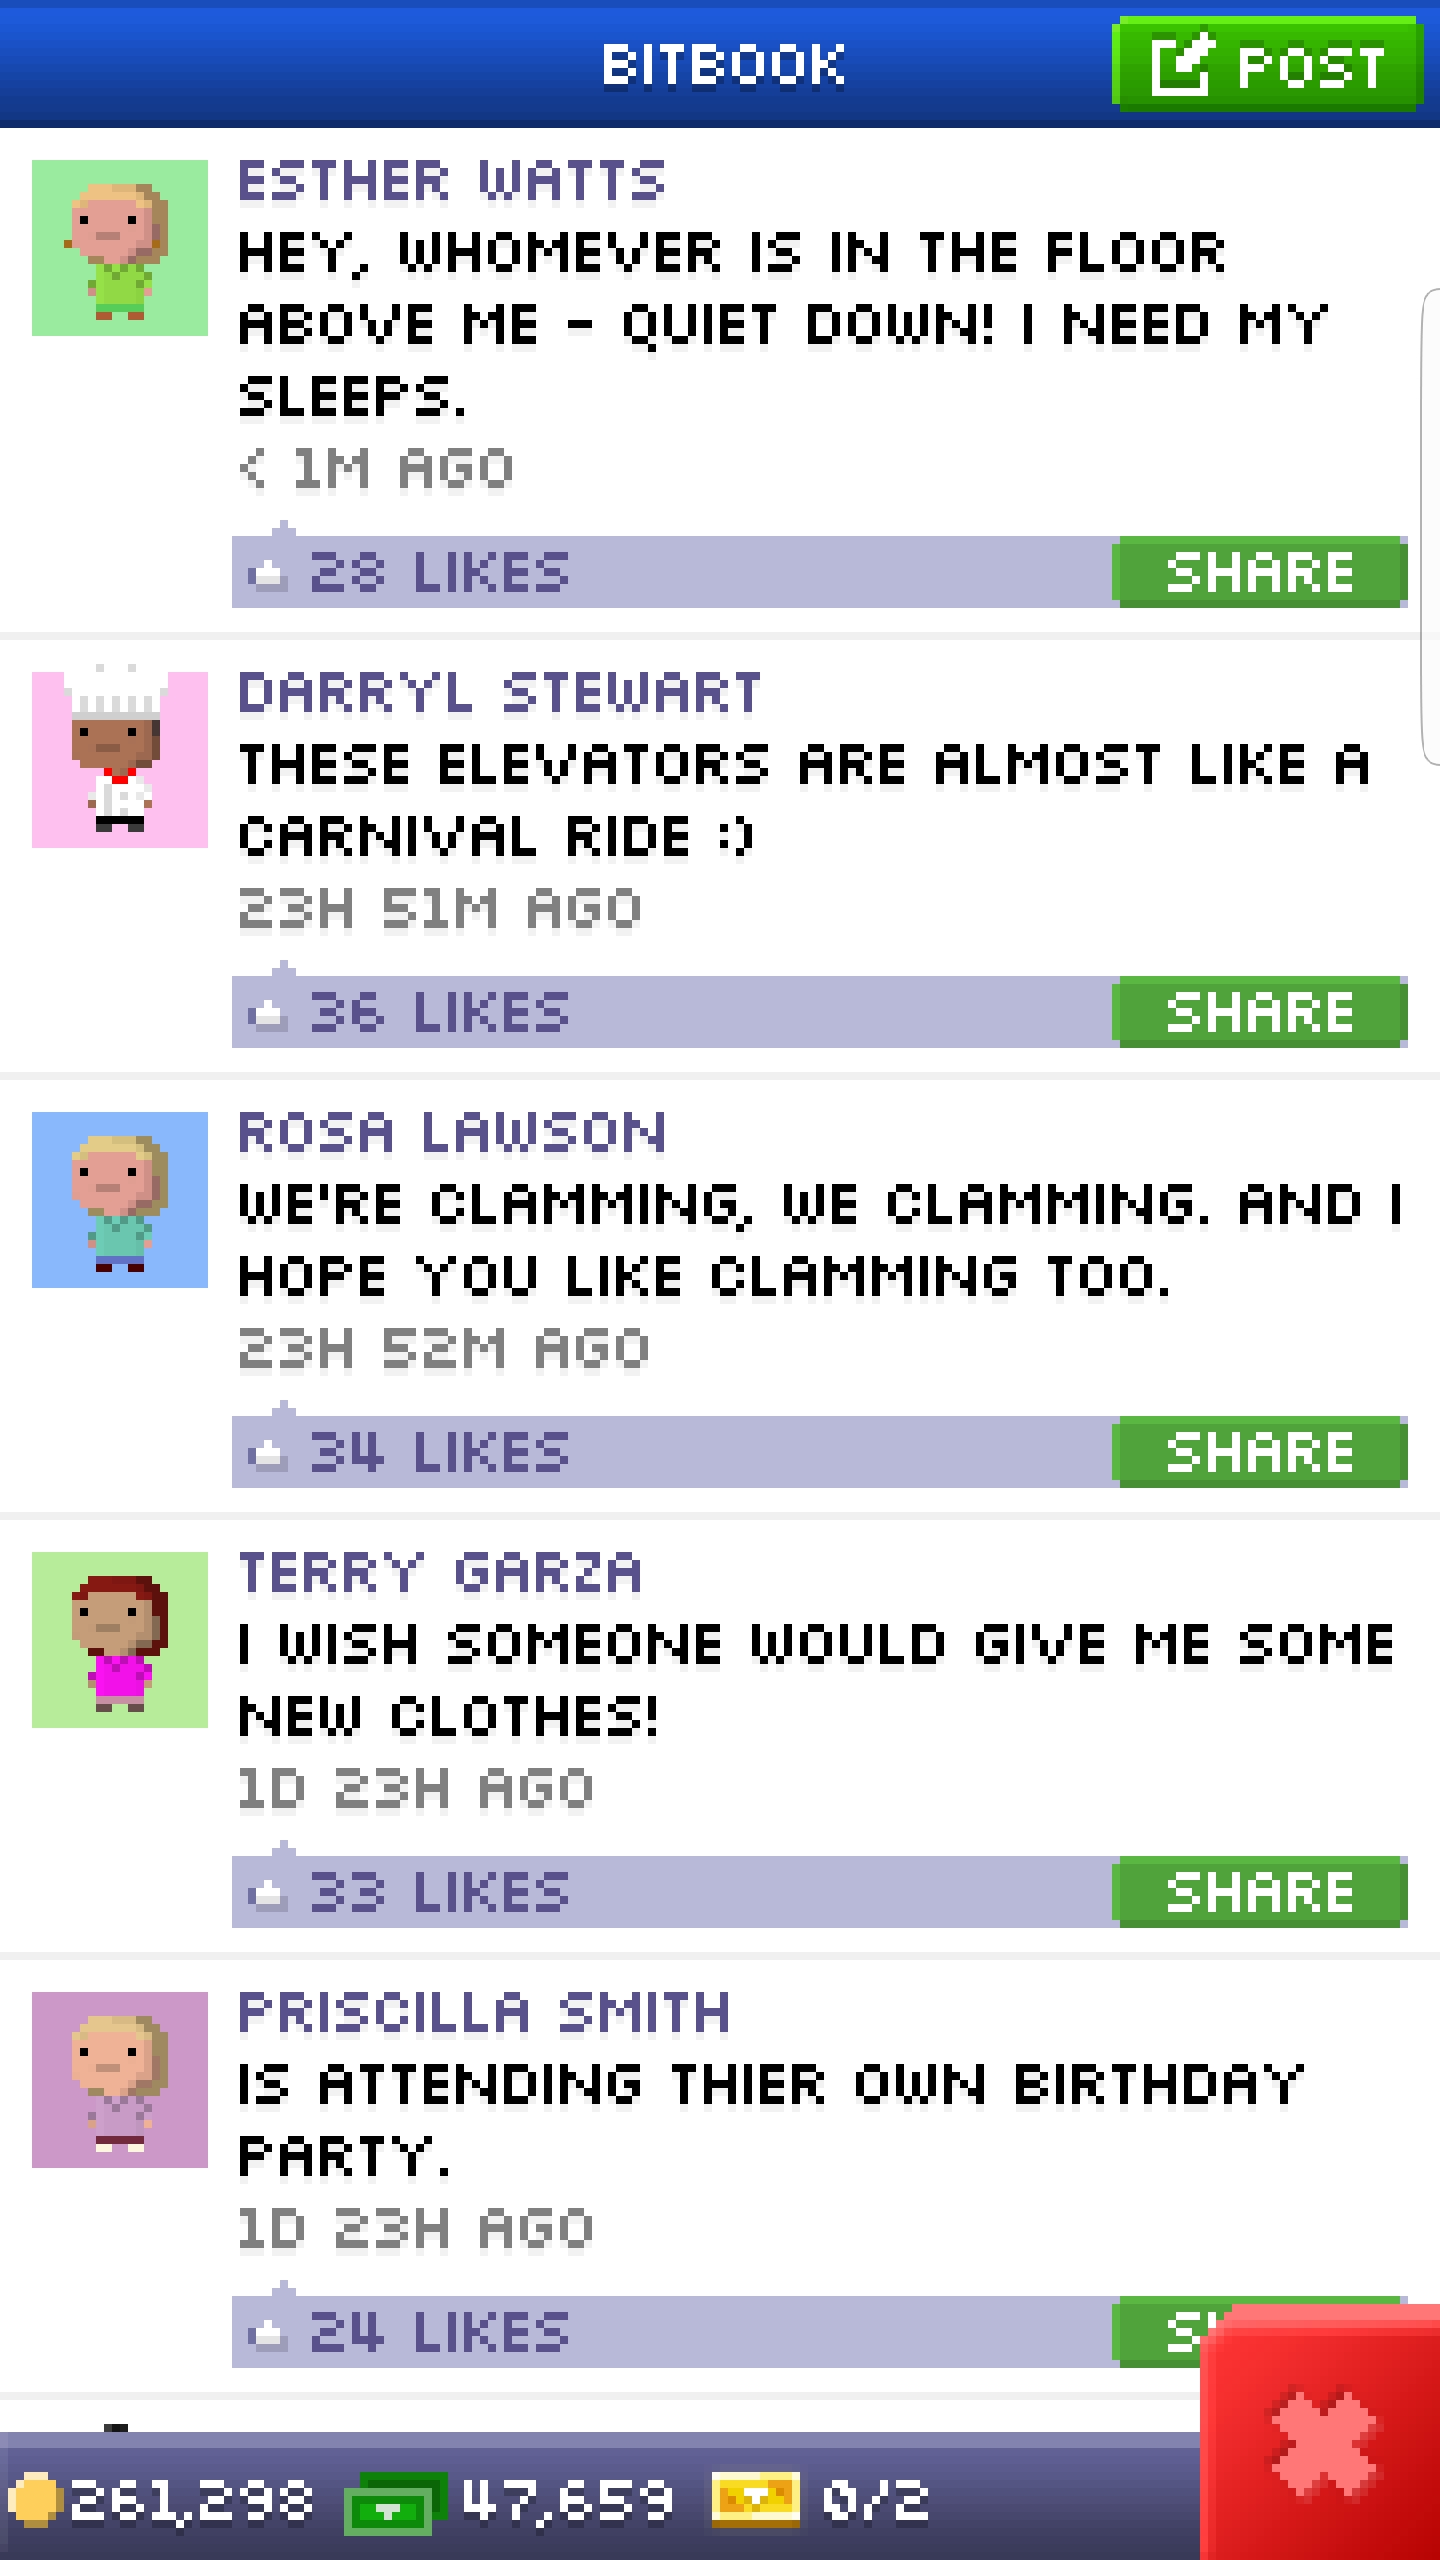 BITBOOK
POST
ESTHER WATTS
HEY, WHOMEVER IS IN THE FLOOR
ABOVE ME - QUIET DOWN! I NEED MY
SLEEPS.
< 1M AGO
28 LIKES
SHARE
DARRYL STEWART
THESE ELEVATORS ARE ALMOST LIKE A
CARNIVAL RIDE :)
23H 51M AGO
36 LIKES
SHARE
ROSA LAWSON
WE'RE CLAMMING, WE CLAMMING. AND I
HOPE YOU LIKE CLAMMING TOO.
23H 52M AGO
34 LIKES
SHARE
TERRY GARZA
I WISH SOMEONE WOULD GIVE ME SOME
NEW CLOTHES!
1D 23H AGO
33 LIKES
SHARE
PRISCILLA SMITH
IS ATTENDING THIER OWN BIRTHDAY
PARTY.
1D 23H AGO
24 LIKES
261,298
47,659
0/2